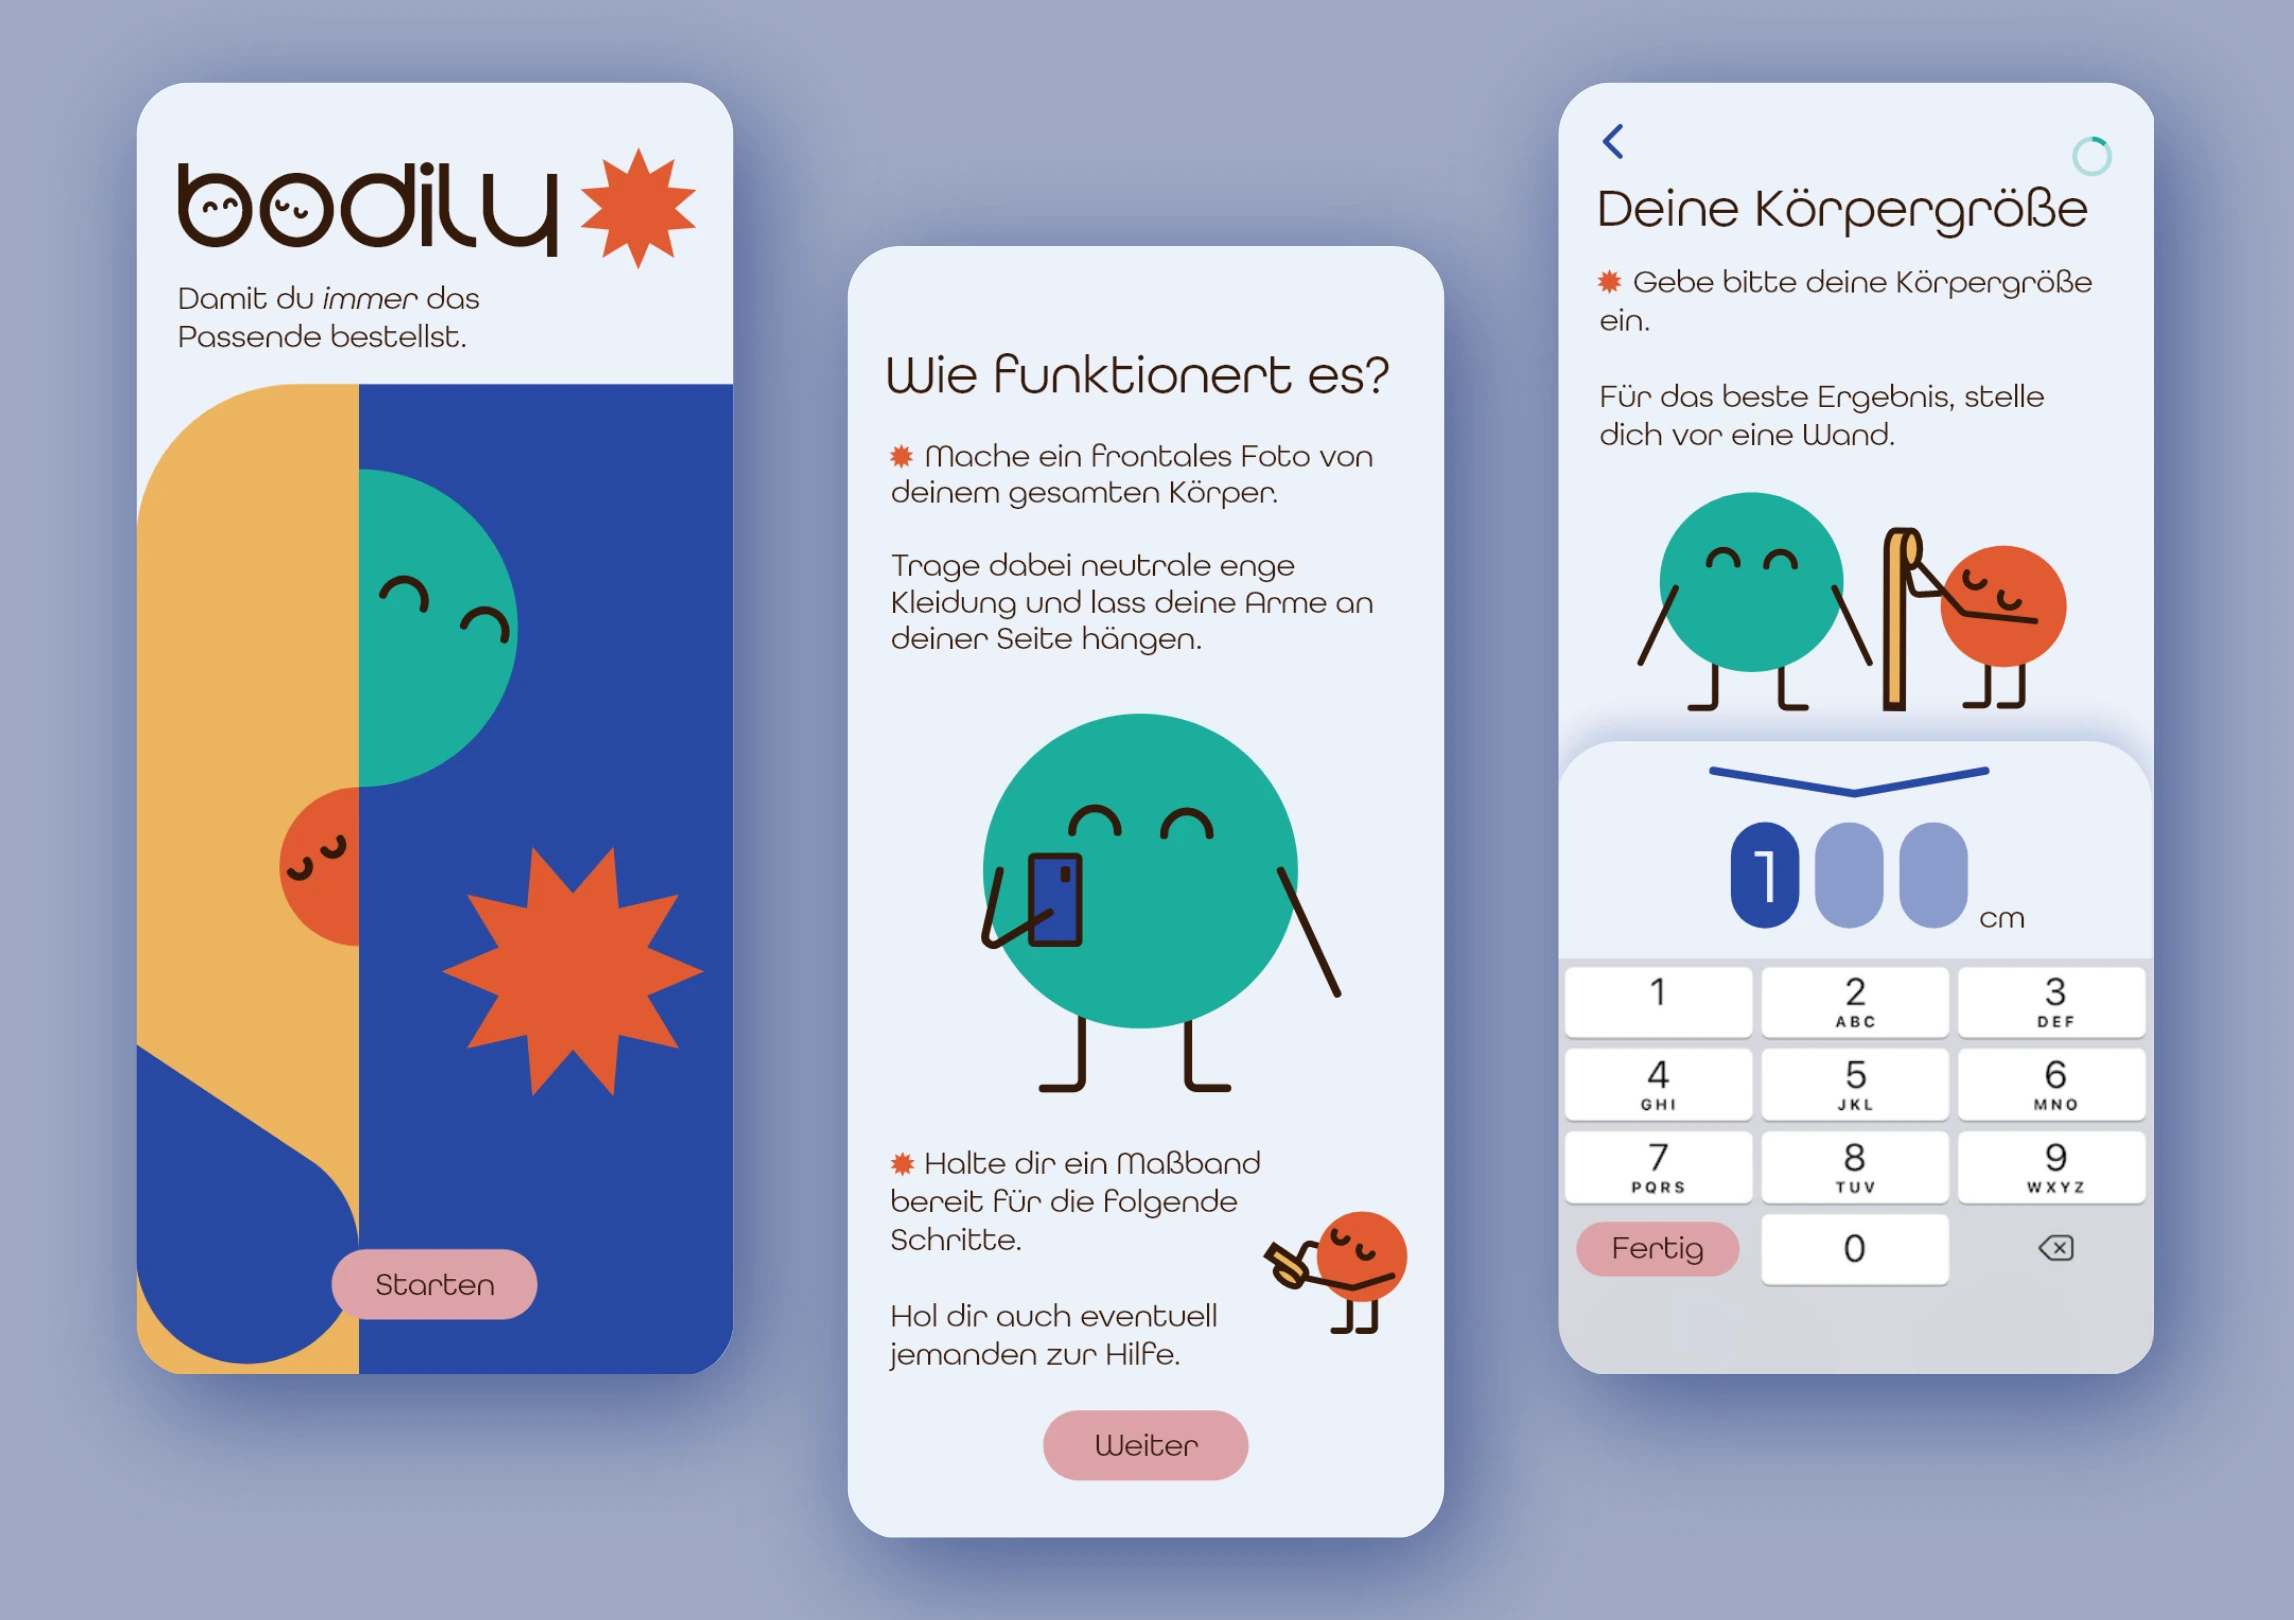 bodily
Damit du immer das
Passende bestellst.
Starten
Wie funktionert es?
Mache ein frontales Foto von
deinem gesamten Körper.
Trage dabei neutrale enge
Kleidung und lass deine Arme an
deiner Seite hängen.
Halte dir ein Maßband
bereit für die folgende
Schritte.
Hol dir auch eventuell
jemanden zur Hilfe.
Weiter
Deine Körpergröße
Gebe bitte deine Körpergröße
ein.
Für das beste Ergebnis, stelle
dich vor eine Wand.
1 cm
1 2 3
ABC DEF
4 5 6
GHI JKL MNO
7 8 9
PQRS TUV WXYZ
Fertig 0